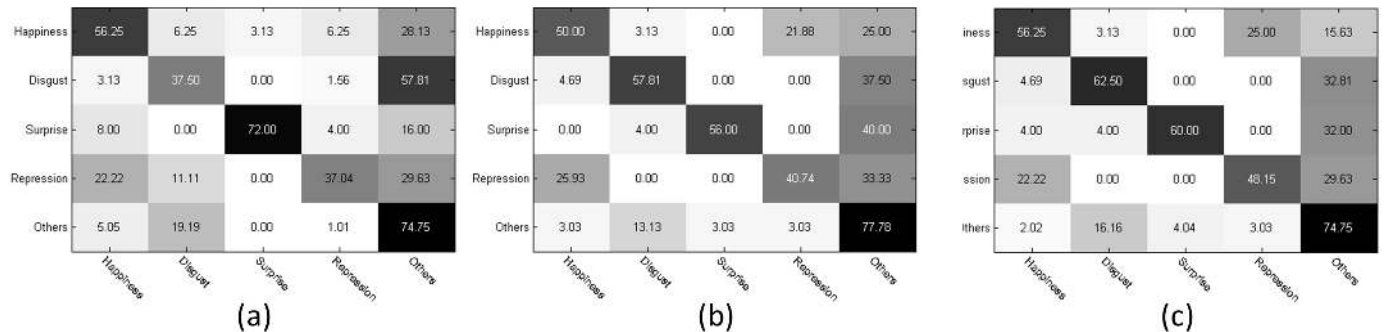 Happiness 56.25 6.25 3.13 6.25 28.13
Disgust 3.13 37.50 0.00 1.56 57.81
Surprise 8.00 0.00 72.00 4.00 16.00
Repression 22.22 11.11 0.00 37.04 29.63
Others 5.05 19.19 0.00 1.01 74.75
Happiness Disgust Surprise Repression Others
(a)
Happiness 50.00 3.13 0.00 21.88 25.00
Disgust 4.69 57.81 0.00 0.00 37.50
Surprise 0.00 4.00 56.00 0.00 40.00
Repression 25.93 0.00 0.00 40.74 33.33
Others 3.03 13.13 3.03 3.03 77.78
Happiness Disgust Surprise Repression Others
(b)
iness 56.25 3.13 0.00 25.00 15.63
sgust 4.69 62.50 0.00 0.00 32.81
rprise 4.00 4.00 60.00 0.00 32.00
ssion 22.22 0.00 0.00 48.15 29.63
thers 2.02 16.16 4.04 3.03 74.75
Happiness Disgust Surprise Repression Others
(c)